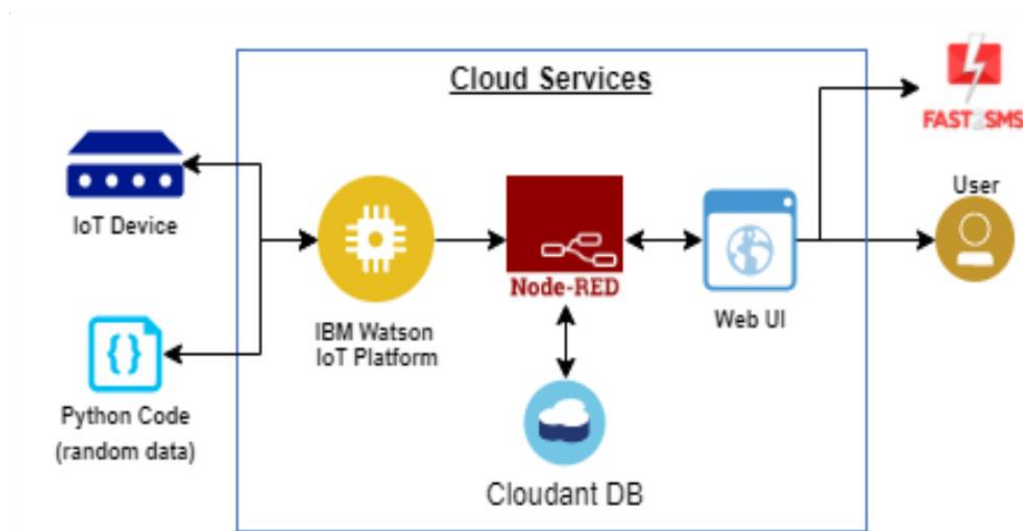 Cloud Services
FAST2SMS
IoT Device
User
Node-RED
IBM Watson
IoT Platform
Web UI
{ }
Python Code
(random data)
Cloudant DB